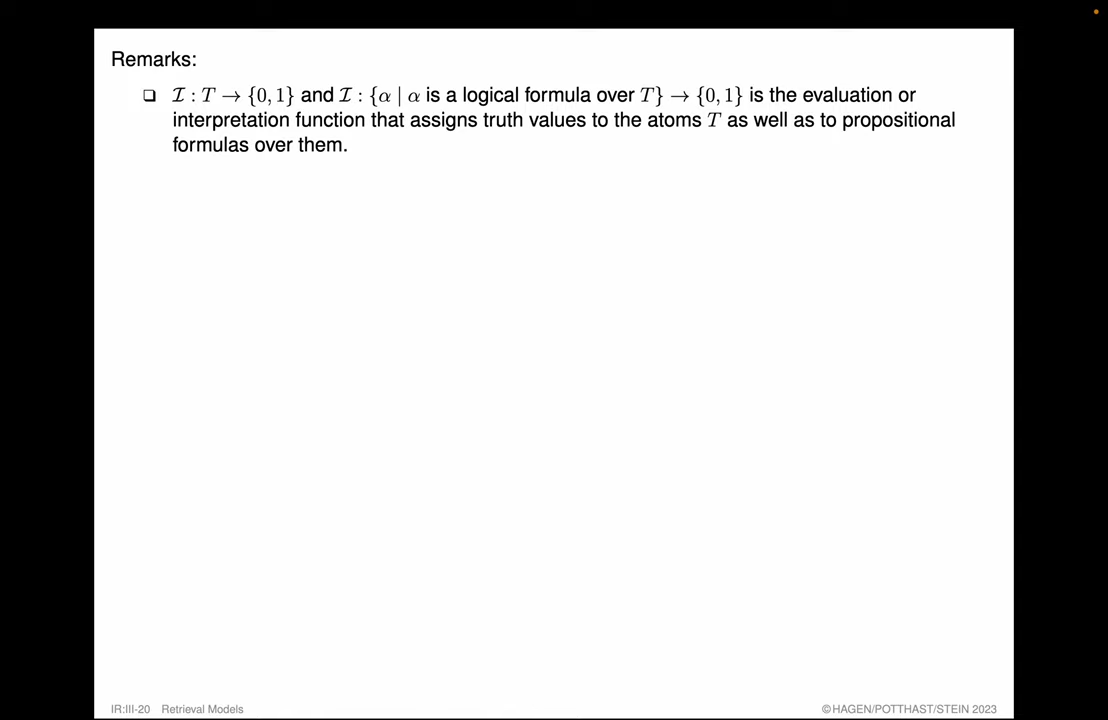 Remarks:
❑ 𝓘 : T → {0, 1} and 𝓘 : {α | α is a logical formula over T} → {0, 1} is the evaluation or
interpretation function that assigns truth values to the atoms T as well as to propositional
formulas over them.
IR:III-20 Retrieval Models
©HAGEN/POTTHAST/STEIN 2023